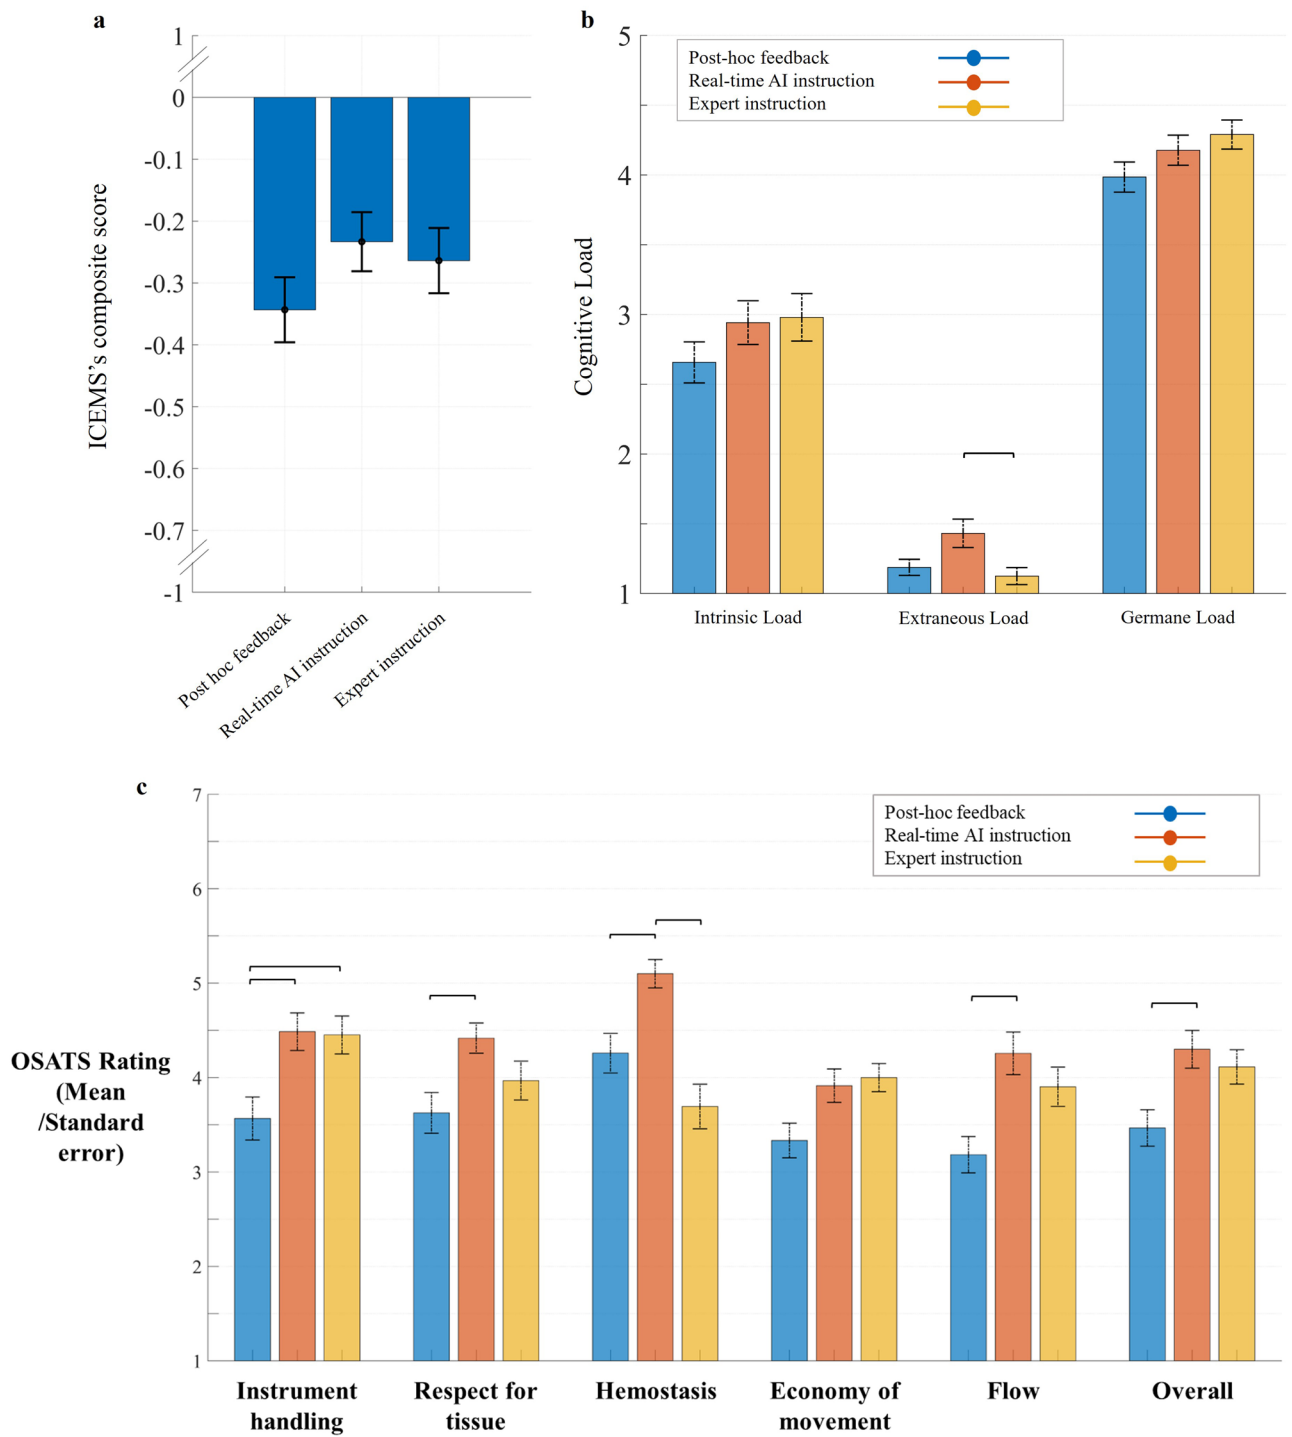 a
1
0
-0.1
-0.2
-0.3
-0.4
-0.5
-0.6
-0.7
-1
ICEMS's composite score
Post hoc feedback
Real-time AI instruction
Expert instruction
b
5
4
3
2
1
Cognitive Load
Post-hoc feedback
Real-time AI instruction
Expert instruction
Intrinsic Load
Extraneous Load
Germane Load
c
7
6
5
4
3
2
1
OSATS Rating
(Mean
/Standard
error)
Post-hoc feedback
Real-time AI instruction
Expert instruction
Instrument
handling
Respect for
tissue
Hemostasis
Economy of
movement
Flow
Overall